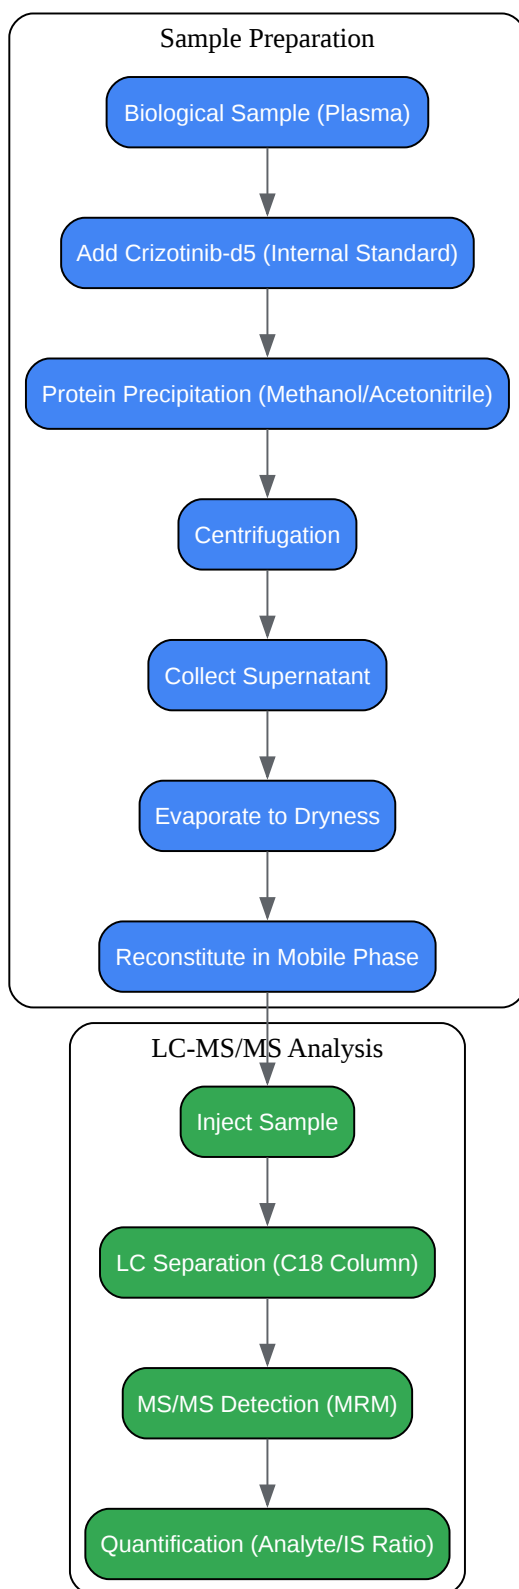 Sample Preparation
Biological Sample (Plasma)
Add Crizotinib-d5 (Internal Standard)
Protein Precipitation (Methanol/Acetonitrile)
Centrifugation
Collect Supernatant
Evaporate to Dryness
Reconstitute in Mobile Phase
LC-MS/MS Analysis
Inject Sample
LC Separation (C18 Column)
MS/MS Detection (MRM)
Quantification (Analyte/IS Ratio)